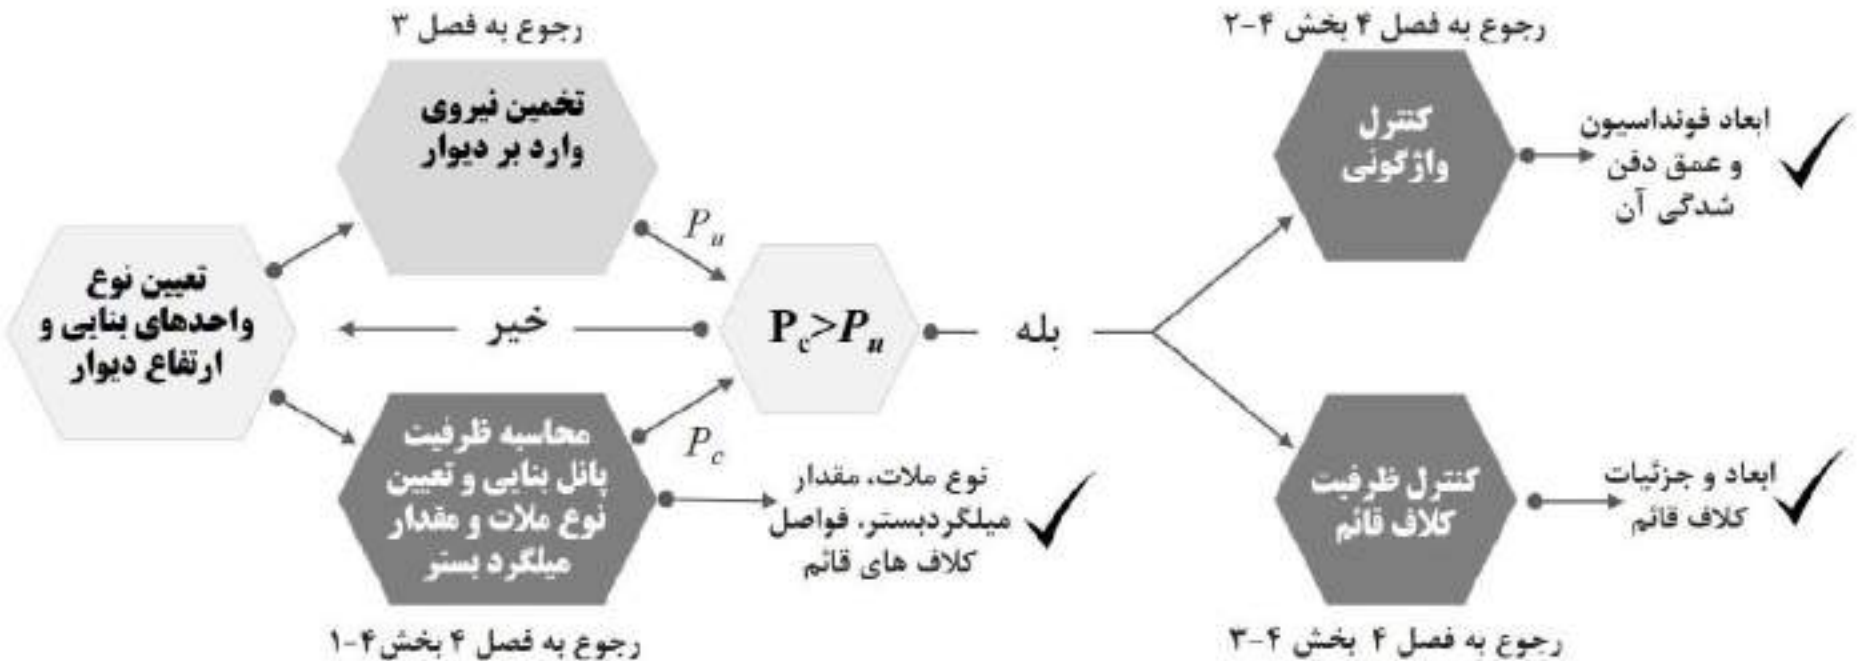 رجوع به فصل ۳
تخمین نیروی
وارد بر دیوار
تعیین نوع
واحدهای بنایی و
ارتفاع دیوار
محاسبه ظرفیت
پانل بنایی و تعیین
نوع ملات و مقدار
میلگرد بستر
رجوع به فصل ۴ بخش۴-۱
P_u
P_c
خیر
P_c>P_u
بله
نوع ملات، مقدار
میلگردبستر، فواصل
کلاف های قائم
رجوع به فصل ۴ بخش ۴-۲
کنترل
واژگونی
ابعاد فونداسیون
و عمق دفن
شدگی آن
کنترل ظرفیت
کلاف قائم
ابعاد و جزئیات
کلاف قائم
رجوع به فصل ۴ بخش ۴-۳